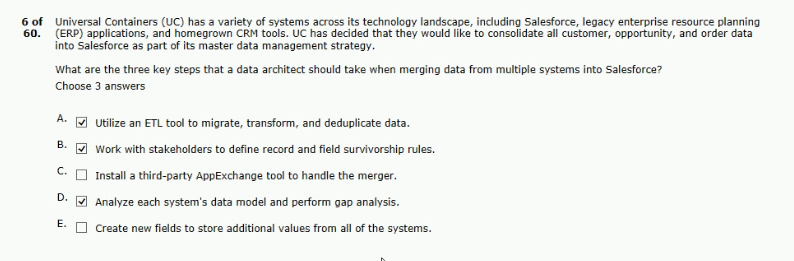 6 of Universal Containers (UC) has a variety of systems across its technology landscape, including Salesforce, legacy enterprise resource planning
60. (ERP) applications, and homegrown CRM tools. UC has decided that they would like to consolidate all customer, opportunity, and order data
into Salesforce as part of its master data management strategy.
What are the three key steps that a data architect should take when merging data from multiple systems into Salesforce?
Choose 3 answers
A. Utilize an ETL tool to migrate, transform, and deduplicate data.
B. Work with stakeholders to define record and field survivorship rules.
C. Install a third-party AppExchange tool to handle the merger.
D. Analyze each system's data model and perform gap analysis.
E. Create new fields to store additional values from all of the systems.